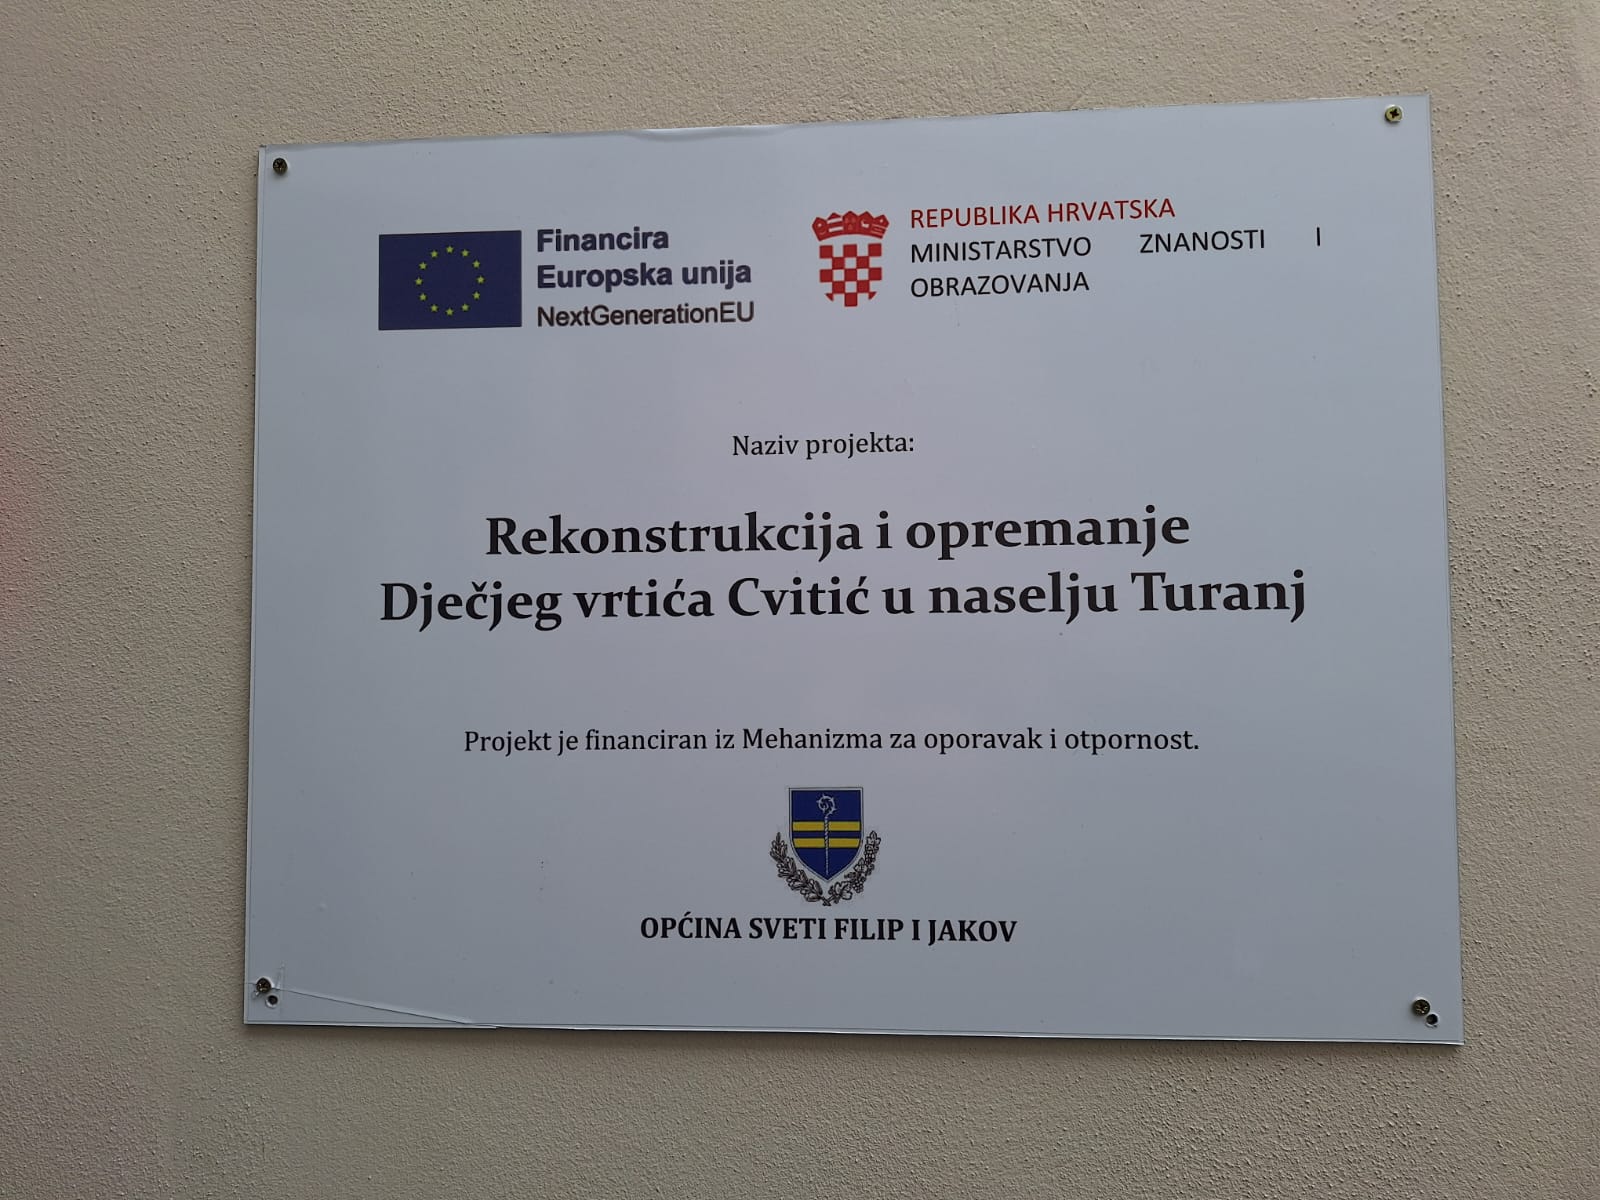 Financira
Europska unija
NextGenerationEU
REPUBLIKA HRVATSKA
MINISTARSTVO ZNANOSTI I
OBRAZOVANJA
Naziv projekta:
Rekonstrukcija i opremanje
Dječjeg vrtića Cvitić u naselju Turanj
Projekt je financiran iz Mehanizma za oporavak i otpornost.
OPĆINA SVETI FILIP I JAKOV